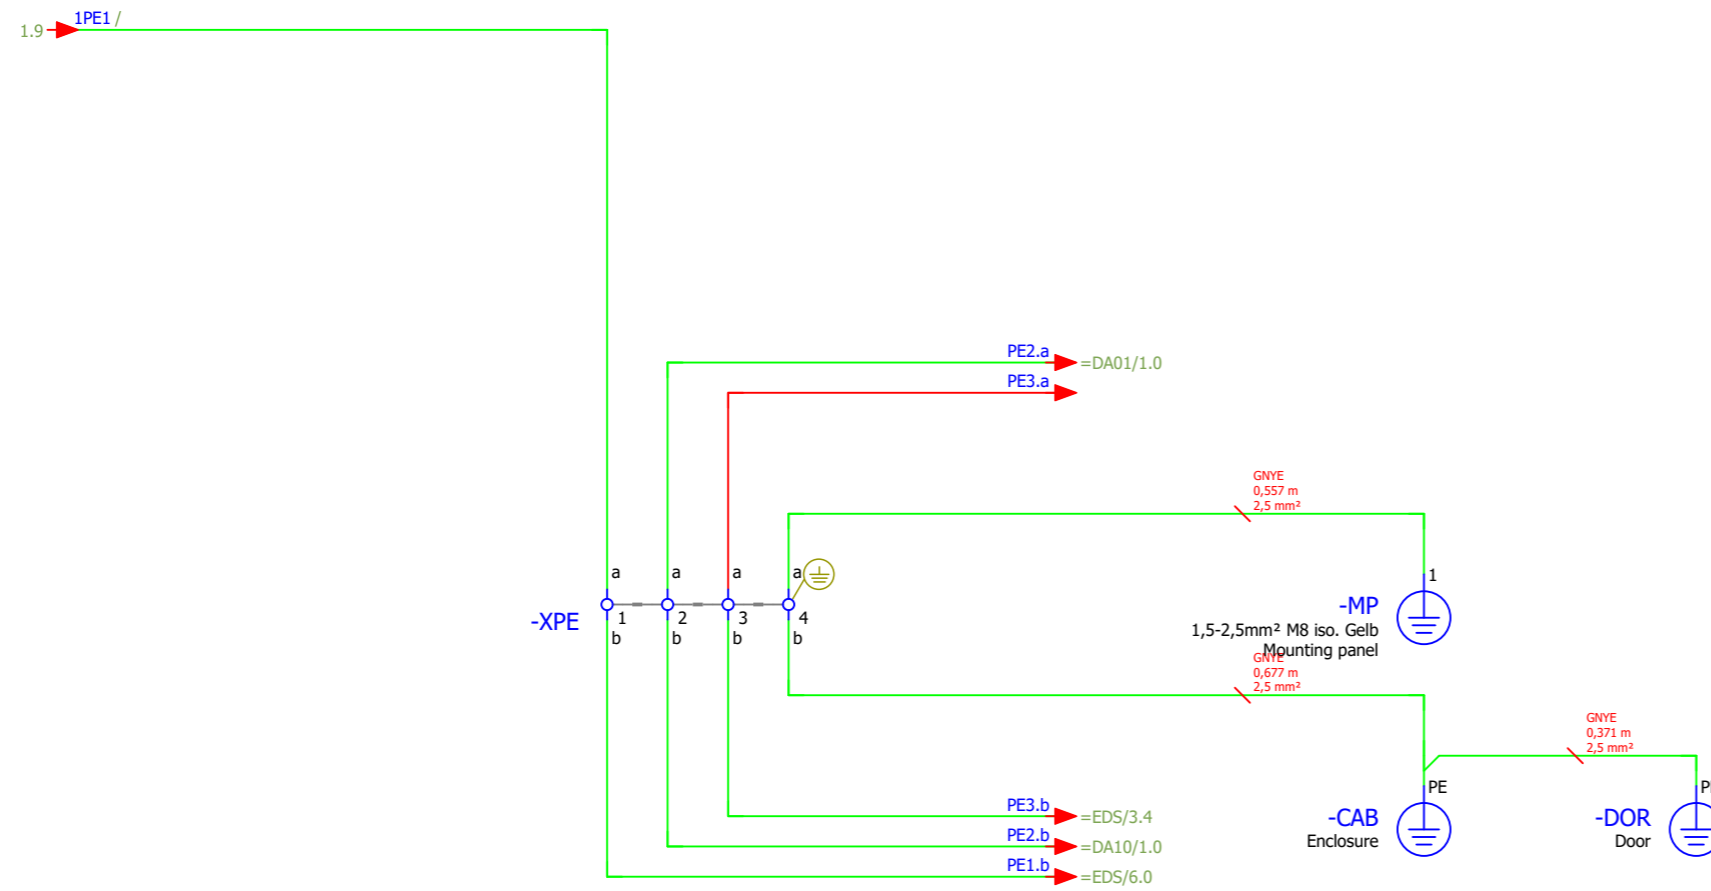 1PE1 /
1.9
PE2.a
=DA01/1.0
PE3.a
GNYE
0,557 m
2,5 mm²
a
a
a
a
1
-XPE
1
2
3
4
b
b
b
b
-MP
1,5-2,5mm² M8 iso. Gelb
Mounting panel
GNYE
0,677 m
2,5 mm²
GNYE
0,371 m
2,5 mm²
PE
-CAB
Enclosure
-DOR
Door
PE3.b
=EDS/3.4
PE2.b
=DA10/1.0
PE1.b
=EDS/6.0